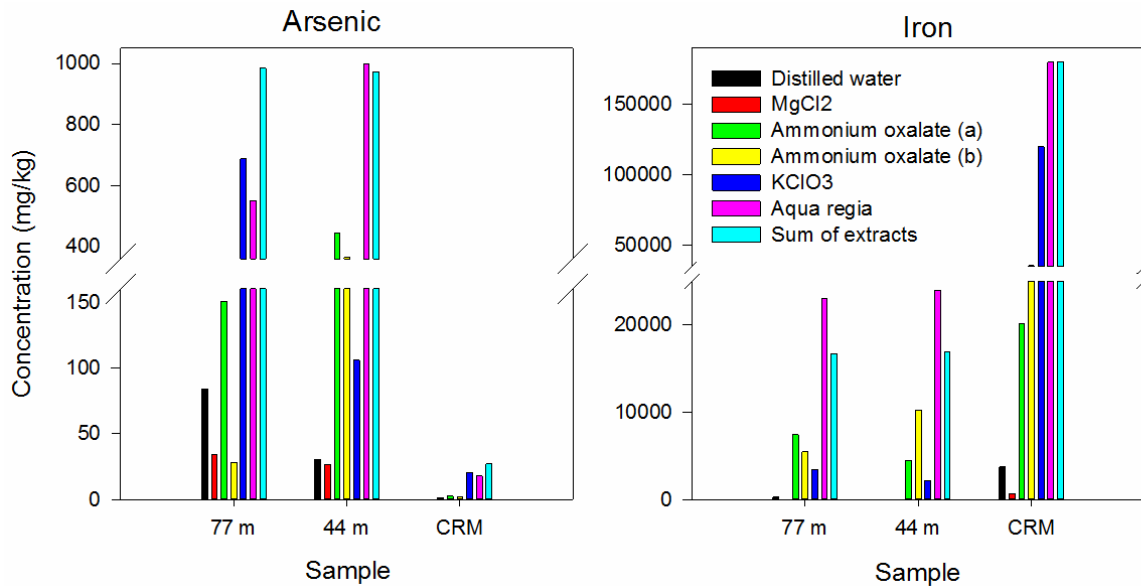 Arsenic
Concentration (mg/kg)
1000
800
600
400
150
100
50
0
77 m
44 m
CRM
Sample
Iron
150000
100000
50000
20000
10000
0
Distilled water
MgCl2
Ammonium oxalate (a)
Ammonium oxalate (b)
KClO3
Aqua regia
Sum of extracts
77 m
44 m
CRM
Sample